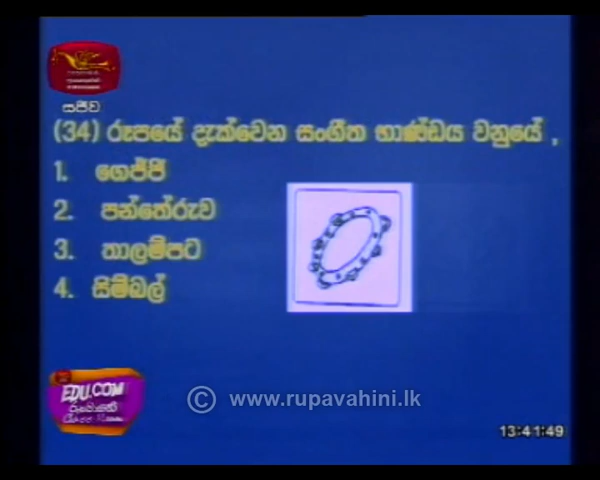 සජීව
(34) රූපයේ දැක්වෙන සංගීත භාණ්ඩය වනුයේ ,
1. ගෙජ්ජි
2. පන්තේරුව
3. තාලම්පට
4. සිම්බල්
EDU.COM
© www.rupavahini.lk
13:41:49